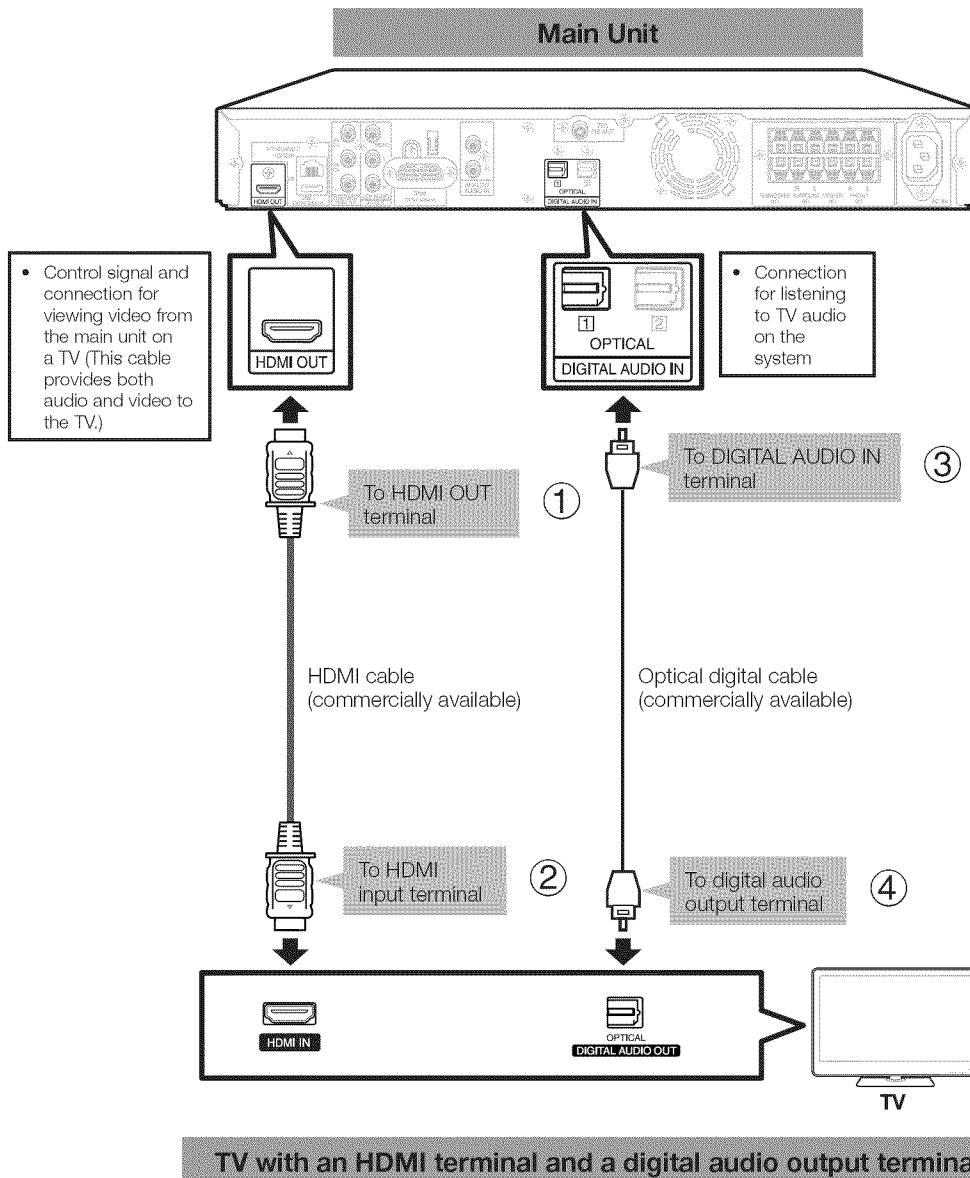 Main Unit
HDMI OUT
OPTICAL
DIGITAL AUDIO IN
• Control signal and
connection for
viewing video from
the main unit on
a TV (This cable
provides both
audio and video to
the TV.)
HDMI OUT
1
2
OPTICAL
DIGITAL AUDIO IN
• Connection
for listening
to TV audio
on the
system
To HDMI OUT
terminal
①
To DIGITAL AUDIO IN
terminal
③
HDMI cable
(commercially available)
Optical digital cable
(commercially available)
To HDMI
input terminal
②
To digital audio
output terminal
④
HDMI IN
OPTICAL
DIGITAL AUDIO OUT
TV
TV with an HDMI terminal and a digital audio output termina